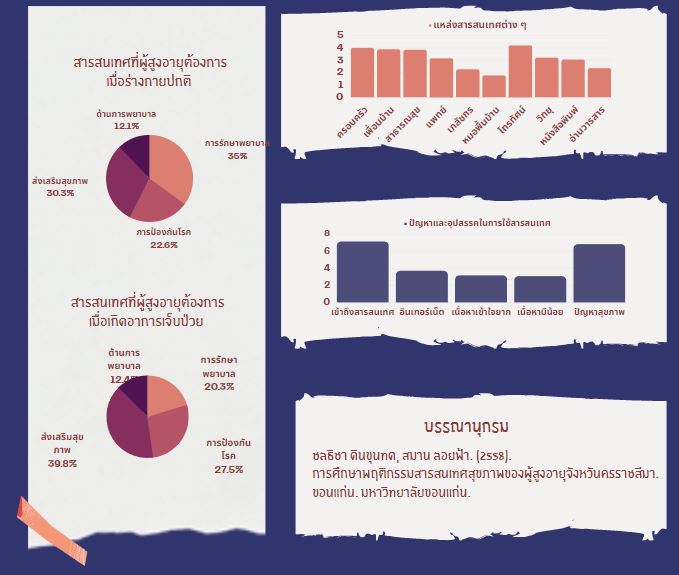 สารสนเทศที่ผู้สูงอายุต้องการ
เมื่อร่างกายปกติ
ด้านการพยาบาล
12.1%
การรักษาพยาบาล
35%
ส่งเสริมสุขภาพ
30.3%
การป้องกันโรค
22.6%
สารสนเทศที่ผู้สูงอายุต้องการ
เมื่อเกิดอาการเจ็บป่วย
ด้านการ
พยาบาล
12.4%
การรักษา
พยาบาล
20.3%
ส่งเสริมสุข
ภาพ
39.8%
การป้องกัน
โรค
27.5%
แหล่งสารสนเทศต่าง ๆ
5
4
3
2
1
0
ครอบครัว
เพื่อนบ้าน
สาธารณสุข
แพทย์
เภสัชกร
หมอพื้นบ้าน
โทรทัศน์
วิทยุ
หนังสือพิมพ์
อ่านวารสาร
ปัญหาและอุปสรรคในการใช้สารสนเทศ
8
6
4
2
0
เข้าถึงสารสนเทศ
อินเทอร์เน็ต
เนื้อหาเข้าใจยาก
เนื้อหามีน้อย
ปัญหาสุขภาพ
บรรณานุกรม
ชลธิชา ดินขุนทด, สมาน ลอยฟ้า. (2558).
การศึกษาพฤติกรรมสารสนเทศสุขภาพของผู้สูงอายุจังหวันครราชสีมา.
ขอนแก่น. มหาวิทยาลัยขอนแก่น.